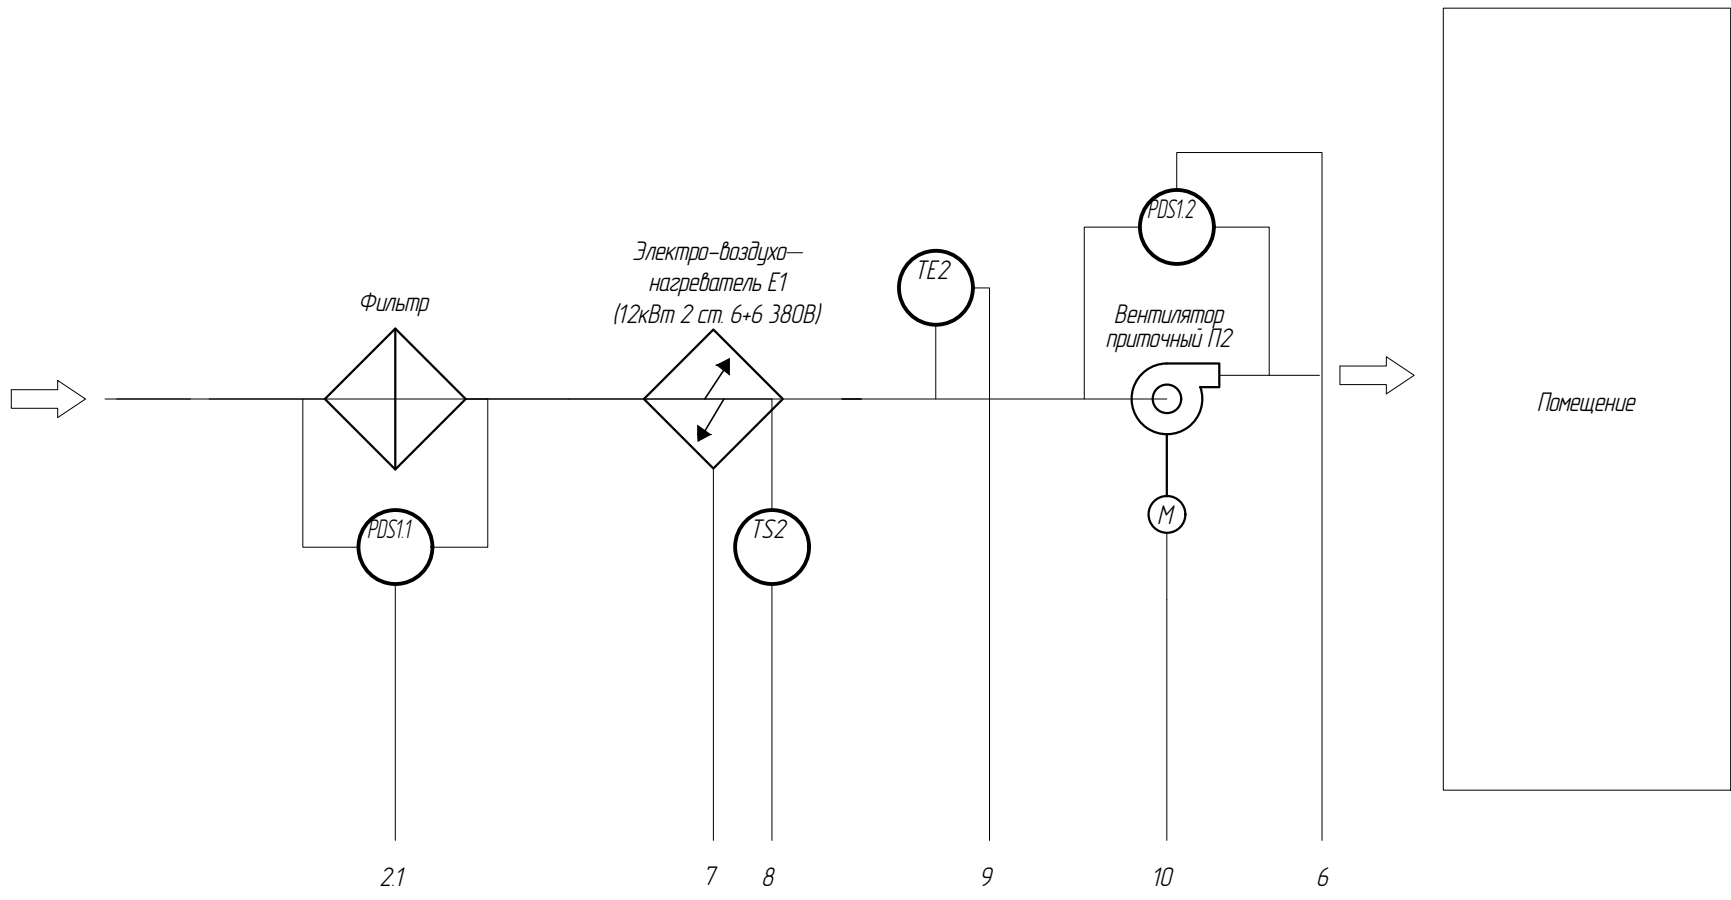 Фильтр
Электро-воздухо-
нагреватель Е1
(12кВт 2 ст. 6+6 380В)
TE2
PDS1.2
Вентилятор
приточный П2
Помещение
PDS1.1
TS2
М
2.1
7
8
9
10
6